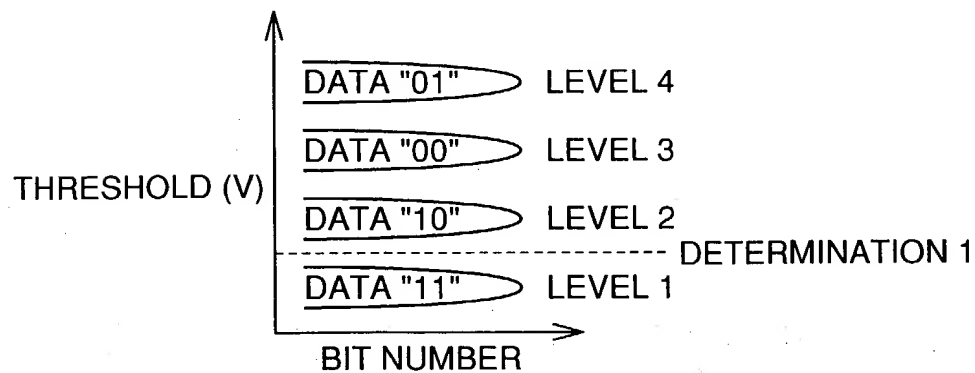 DATA "01" LEVEL 4
DATA "00" LEVEL 3
THRESHOLD (V)
DATA "10" LEVEL 2
DETERMINATION 1
DATA "11" LEVEL 1
BIT NUMBER